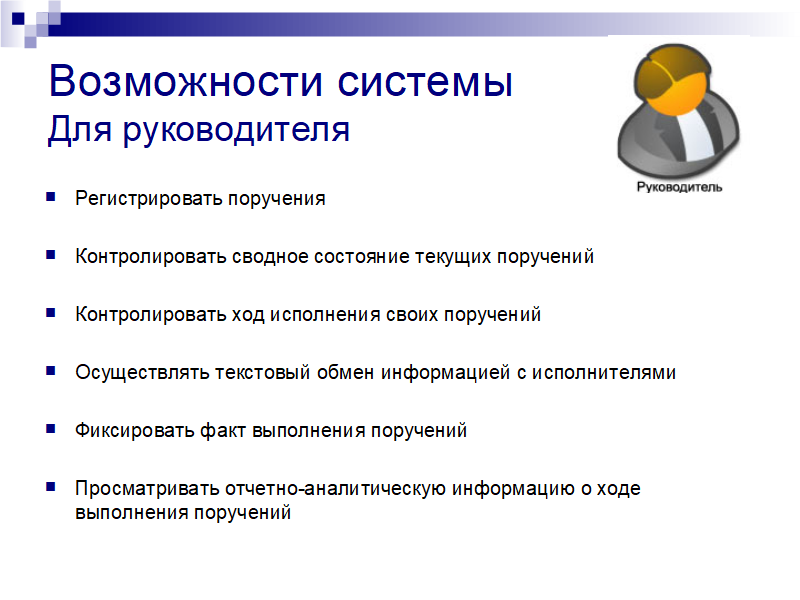 Возможности системы
Для руководителя
Руководитель
Регистрировать поручения
Контролировать сводное состояние текущих поручений
Контролировать ход исполнения своих поручений
Осуществлять текстовый обмен информацией с исполнителями
Фиксировать факт выполнения поручений
Просматривать отчетно-аналитическую информацию о ходе
выполнения поручений